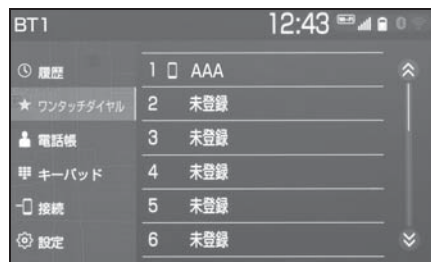 BT1 12:43
履歴
ワンタッチダイヤル
電話帳
キーパッド
接続
設定
1 AAA
2 未登録
3 未登録
4 未登録
5 未登録
6 未登録